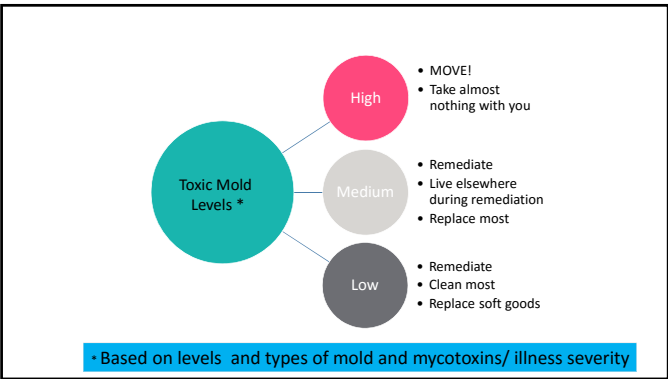 Toxic Mold
Levels *
High
• MOVE!
• Take almost
nothing with you
Medium
• Remediate
• Live elsewhere
during remediation
• Replace most
Low
• Remediate
• Clean most
• Replace soft goods
* Based on levels and types of mold and mycotoxins/ illness severity